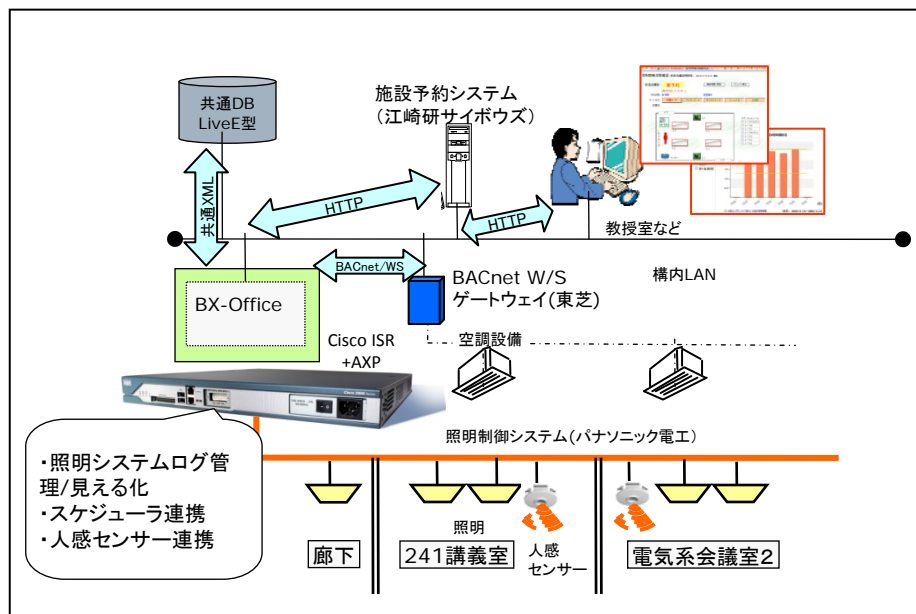 共通DB
LiveE型
施設予約システム
(江崎研サイボウズ)
共通XML
HTTP
HTTP
教授室など
BACnet/WS
BX-Office
BACnet W/S
ゲートウェイ(東芝)
構内LAN
Cisco ISR
+AXP
空調設備
照明制御システム(パナソニック電工)
・照明システムログ管
理/見える化
・スケジューラ連携
・人感センサー連携
照明
人感
センサー
廊下
241講義室
電気系会議室2